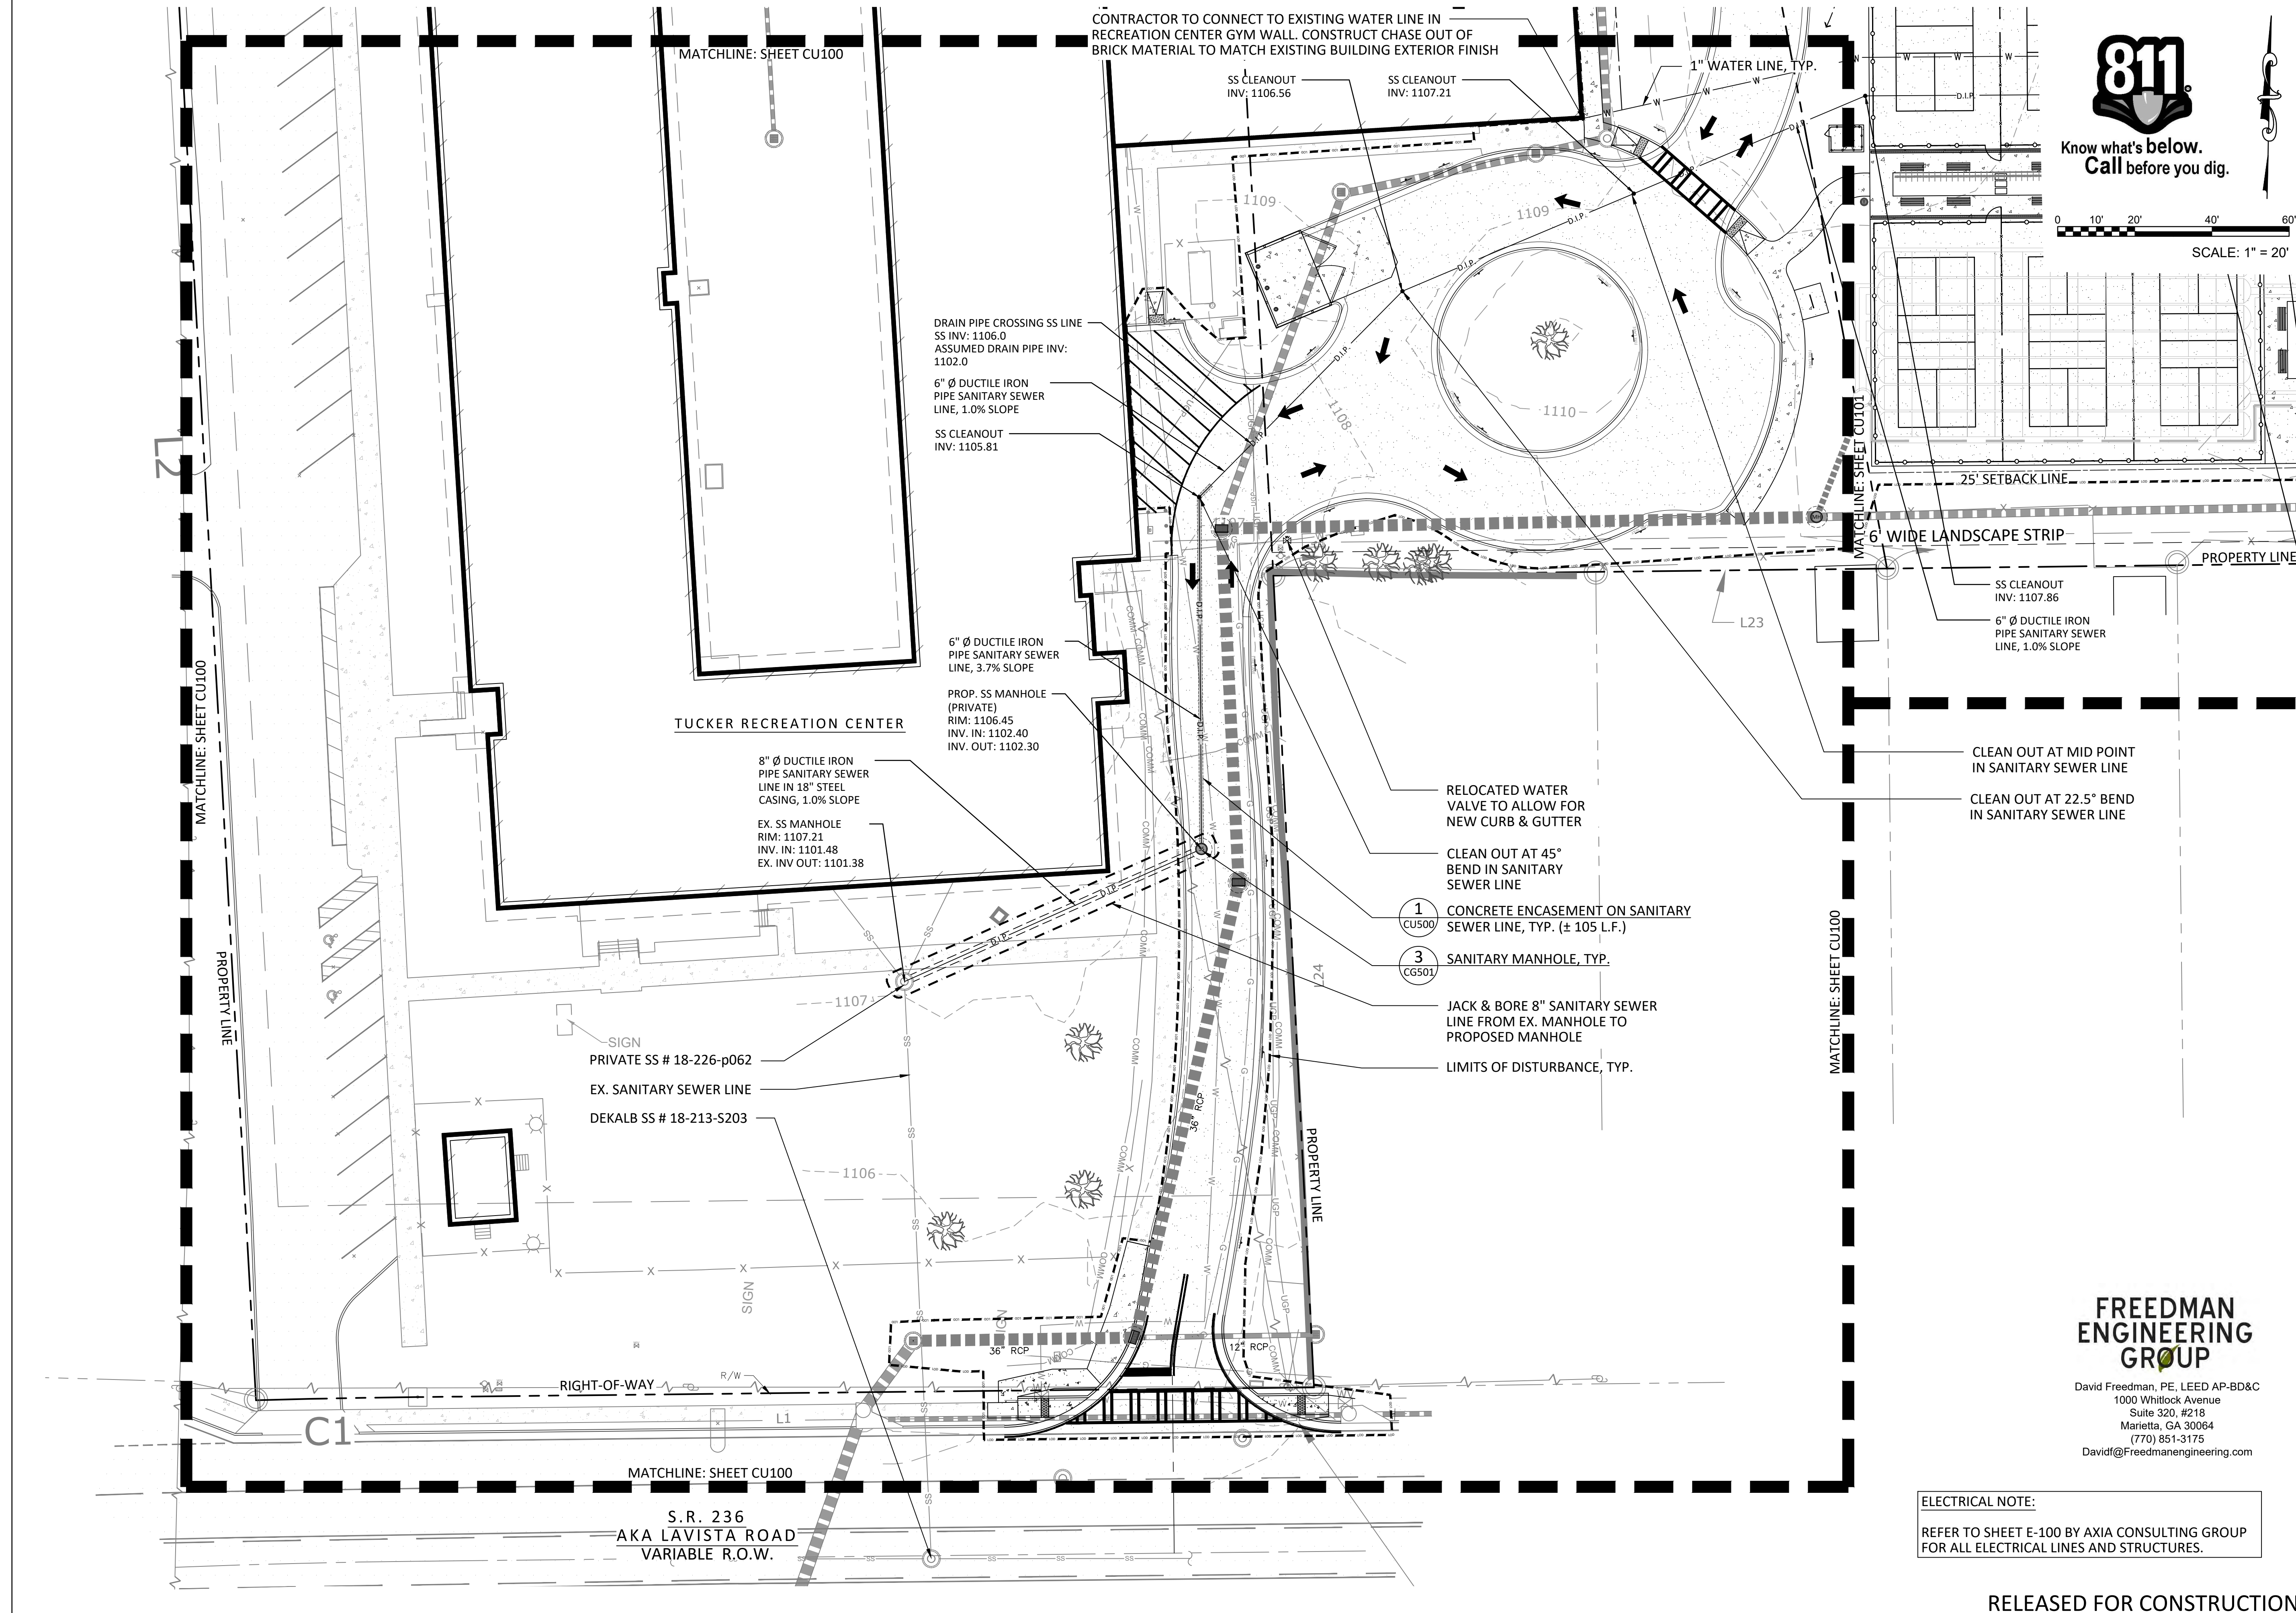 CONTRACTOR TO CONNECT TO EXISTING WATER LINE IN
RECREATION CENTER GYM WALL. CONSTRUCT CHASE OUT OF
BRICK MATERIAL TO MATCH EXISTING BUILDING EXTERIOR FINISH
MATCHLINE: SHEET CU100
SS CLEANOUT
INV: 1106.56
SS CLEANOUT
INV: 1107.21
1" WATER LINE, TYP.
811
Know what's below.
Call before you dig.
0 10' 20' 40' 60'
SCALE: 1" = 20'
1109
1109
1108
1110
1107
DRAIN PIPE CROSSING SS LINE
SS INV: 1106.0
ASSUMED DRAIN PIPE INV:
1102.0
6" Ø DUCTILE IRON
PIPE SANITARY SEWER
LINE, 1.0% SLOPE
SS CLEANOUT
INV: 1105.81
L2
MATCHLINE: SHEET CU101
25' SETBACK LINE
6' WIDE LANDSCAPE STRIP
PROPERTY LINE
SS CLEANOUT
INV: 1107.86
6" Ø DUCTILE IRON
PIPE SANITARY SEWER
LINE, 1.0% SLOPE
L23
6" Ø DUCTILE IRON
PIPE SANITARY SEWER
LINE, 3.7% SLOPE
PROP. SS MANHOLE
(PRIVATE)
RIM: 1106.45
INV. IN: 1102.40
INV. OUT: 1102.30
MATCHLINE: SHEET CU100
TUCKER RECREATION CENTER
8" Ø DUCTILE IRON
PIPE SANITARY SEWER
LINE IN 18" STEEL
CASING, 1.0% SLOPE
EX. SS MANHOLE
RIM: 1107.21
INV. IN: 1101.48
EX. INV OUT: 1101.38
CLEAN OUT AT MID POINT
IN SANITARY SEWER LINE
CLEAN OUT AT 22.5° BEND
IN SANITARY SEWER LINE
RELOCATED WATER
VALVE TO ALLOW FOR
NEW CURB & GUTTER
CLEAN OUT AT 45°
BEND IN SANITARY
SEWER LINE
1
CU500
CONCRETE ENCASEMENT ON SANITARY
SEWER LINE, TYP. (± 105 L.F.)
3
CG501
SANITARY MANHOLE, TYP.
JACK & BORE 8" SANITARY SEWER
LINE FROM EX. MANHOLE TO
PROPOSED MANHOLE
LIMITS OF DISTURBANCE, TYP.
L24
MATCHLINE: SHEET CU100
PROPERTY LINE
1107
SIGN
PRIVATE SS # 18-226-p062
EX. SANITARY SEWER LINE
DEKALB SS # 18-213-S203
1106
36" RCP
PROPERTY LINE
SIGN
SIGN
36" RCP
12" RCP
R/W
RIGHT-OF-WAY
C1
L1
MATCHLINE: SHEET CU100
S.R. 236
AKA LAVISTA ROAD
VARIABLE R.O.W.
FREEDMAN
ENGINEERING
GROUP
David Freedman, PE, LEED AP-BD&C
1000 Whitlock Avenue
Suite 320, #218
Marietta, GA 30064
(770) 851-3175
Davidf@Freedmanengineering.com
ELECTRICAL NOTE:
REFER TO SHEET E-100 BY AXIA CONSULTING GROUP
FOR ALL ELECTRICAL LINES AND STRUCTURES.
RELEASED FOR CONSTRUCTION